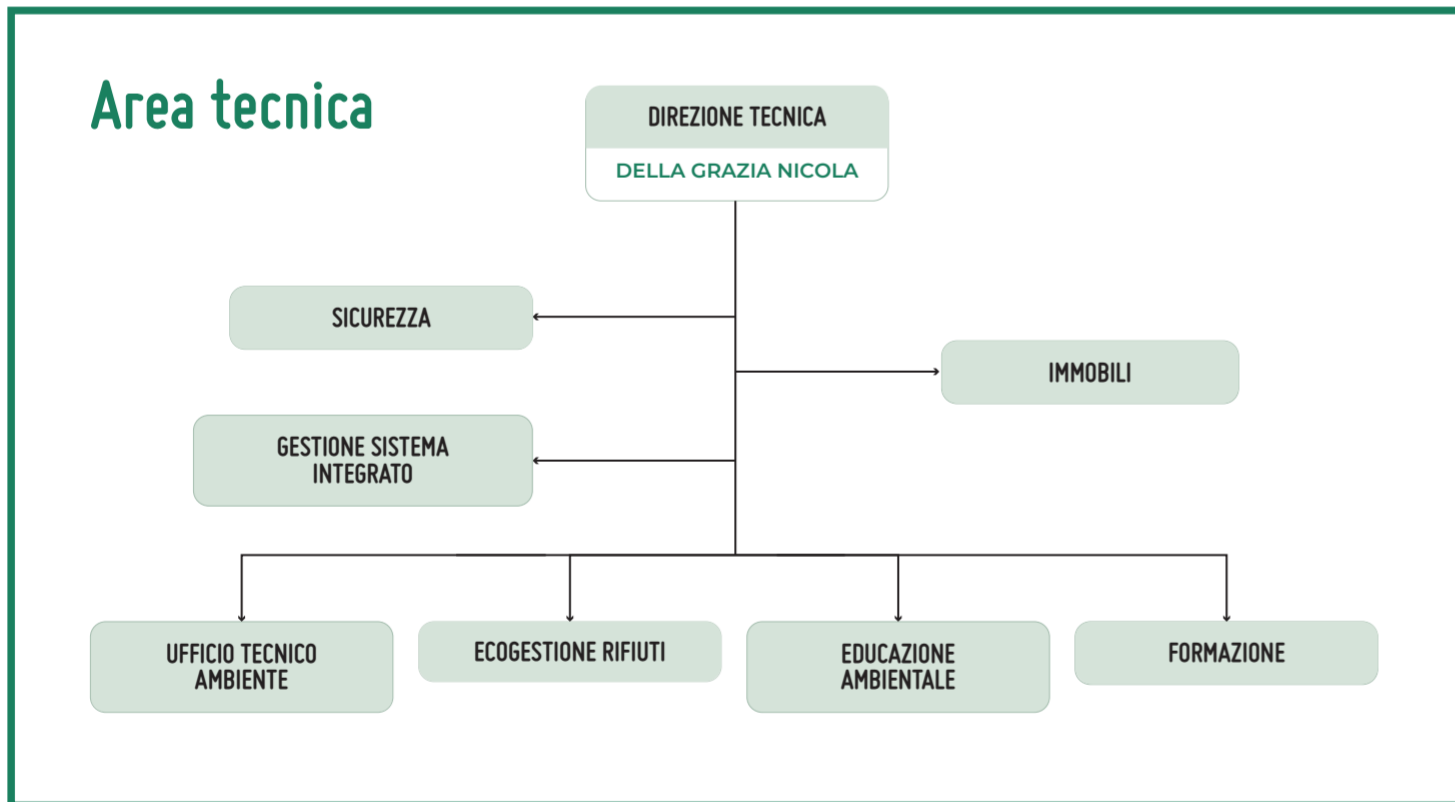 Area tecnica
DIREZIONE TECNICA
DELLA GRAZIA NICOLA
SICUREZZA
IMMOBILI
GESTIONE SISTEMA
INTEGRATO
UFFICIO TECNICO
AMBIENTE
ECOGESTIONE RIFIUTI
EDUCAZIONE
AMBIENTALE
FORMAZIONE